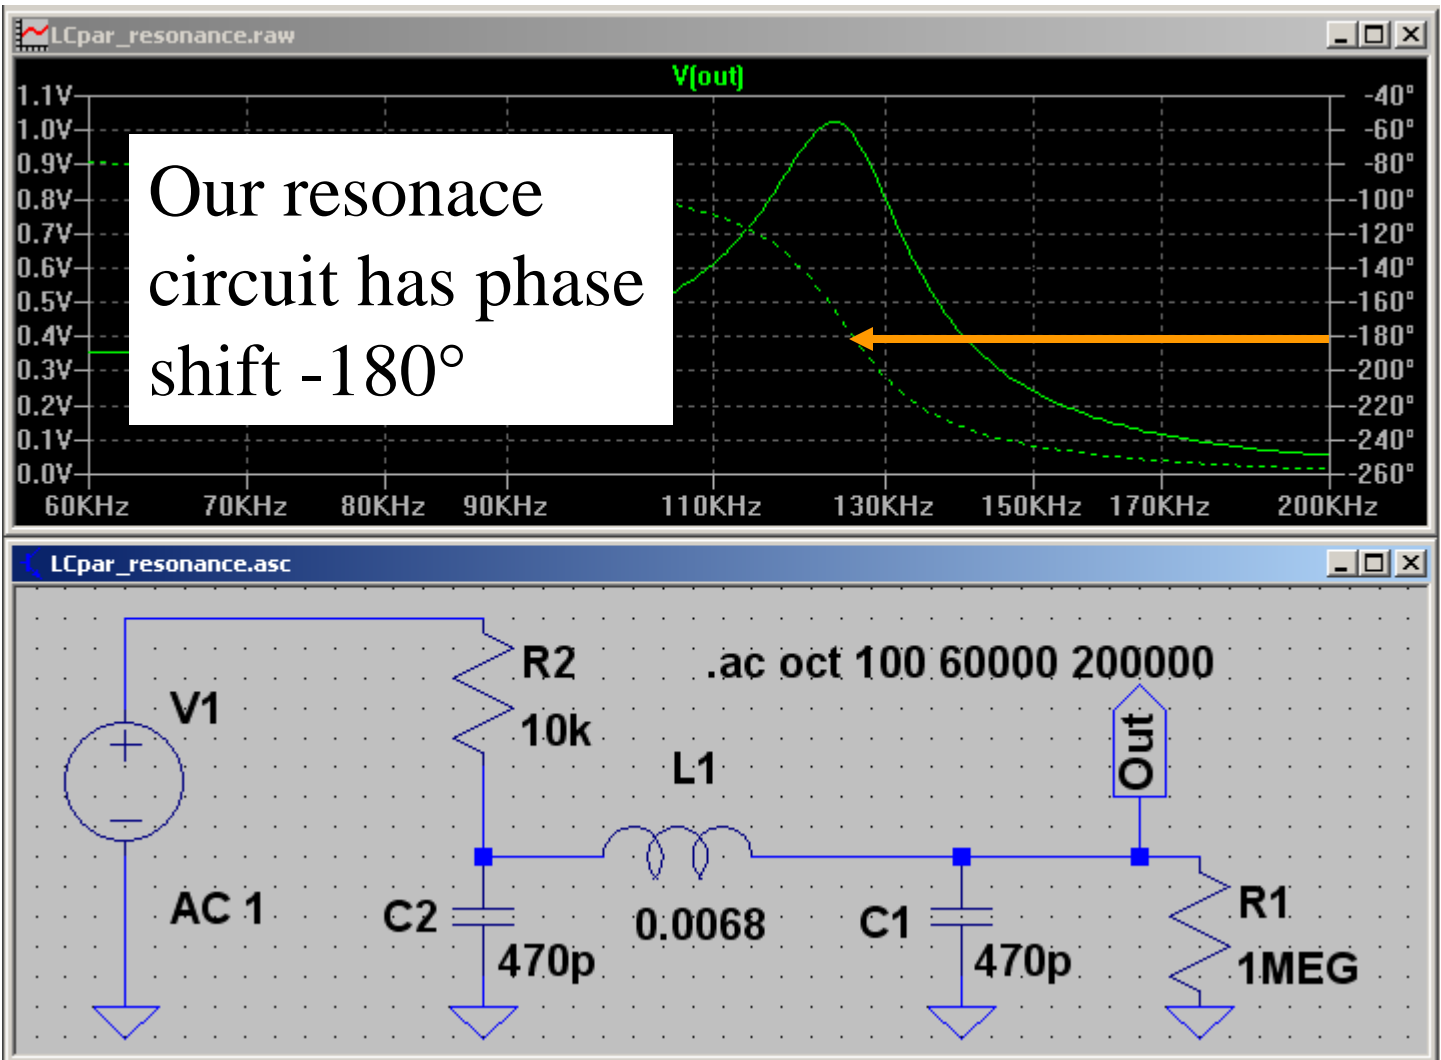 LCpar_resonance.raw
V(out)
1.1V
1.0V
0.9V
0.8V
0.7V
0.6V
0.5V
0.4V
0.3V
0.2V
0.1V
0.0V
-40°
-60°
-80°
-100°
-120°
-140°
-160°
-180°
-200°
-220°
-240°
-260°
Our resonace
circuit has phase
shift -180°
60KHz 70KHz 80KHz 90KHz 110KHz 130KHz 150KHz 170KHz 200KHz
LCpar_resonance.asc
R2 .ac oct 100 60000 200000
V1
10k
Out
L1
AC 1
C2
0.0068
C1
R1
470p
470p
1MEG